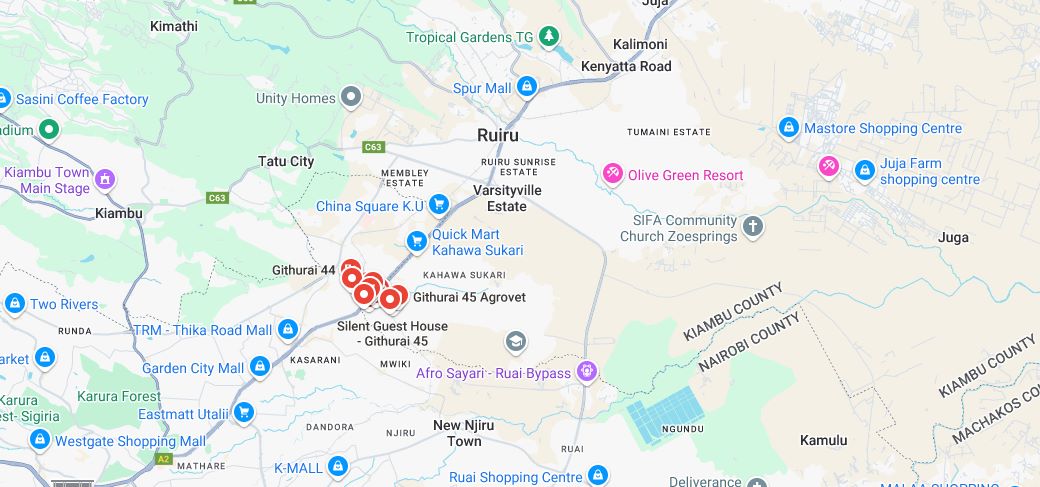 Juja
Kimathi
Tropical Gardens TG
Kalimoni
Kenyatta Road
Spur Mall
Sasini Coffee Factory
Unity Homes
adium
Ruiru
TUMAINI ESTATE
Mastore Shopping Centre
C63
Tatu City
RUIRU SUNRISE
ESTATE
Kiambu Town
Main Stage
MEMBLEY
ESTATE
Olive Green Resort
Juja Farm
shopping centre
C63
Varsityville
Estate
Kiambu
China Square K.U
SIFA Community
Church Zoesprings
Quick Mart
Kahawa Sukari
Juga
Githurai 44
KAHAWA SUKARI
Githurai 45 Agrovet
Two Rivers
KIAMBU COUNTY
NAIROBI COUNTY
RUNDA
TRM - Thika Road Mall
Silent Guest House
- Githurai 45
arket
KASARANI
MWIKI
Garden City Mall
Afro Sayari - Ruai Bypass
KIAMBU COUNTY
MACHAKOS CO
Karura
est- Sigiria
Karura Forest
Eastmatt Utalii
DANDORA
NJIRU
New Njiru
Town
NGUNDU
Kamulu
Westgate Shopping Mall
A2
MATHARE
K-MALL
RUAI
Ruai Shopping Centre
Deliverance
MALAA SHOPPING